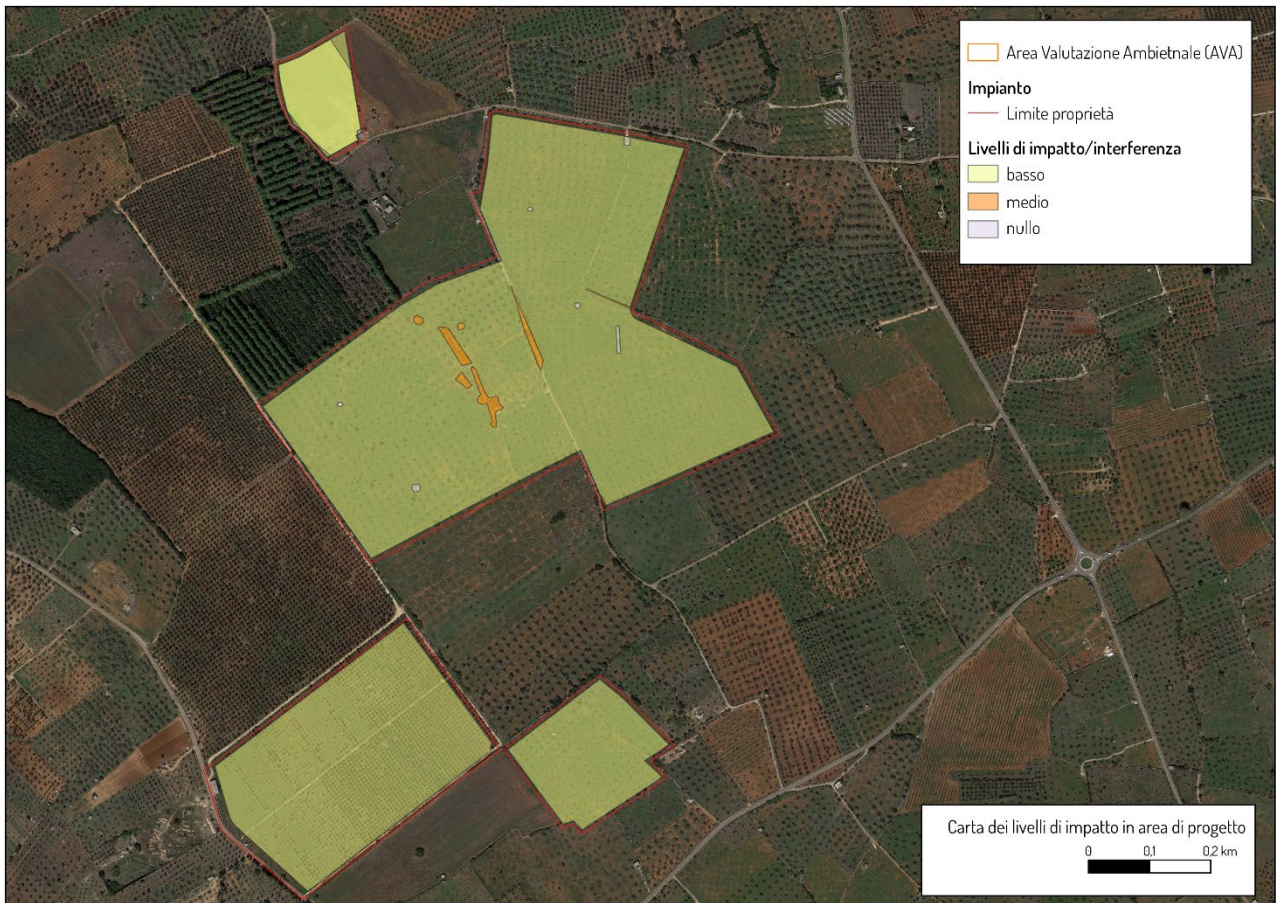 Area Valutazione Ambietnale (AVA)
Impianto
Limite proprietà
Livelli di impatto/interferenza
basso
medio
nullo
Carta dei livelli di impatto in area di progetto
0 0,1 0,2 km